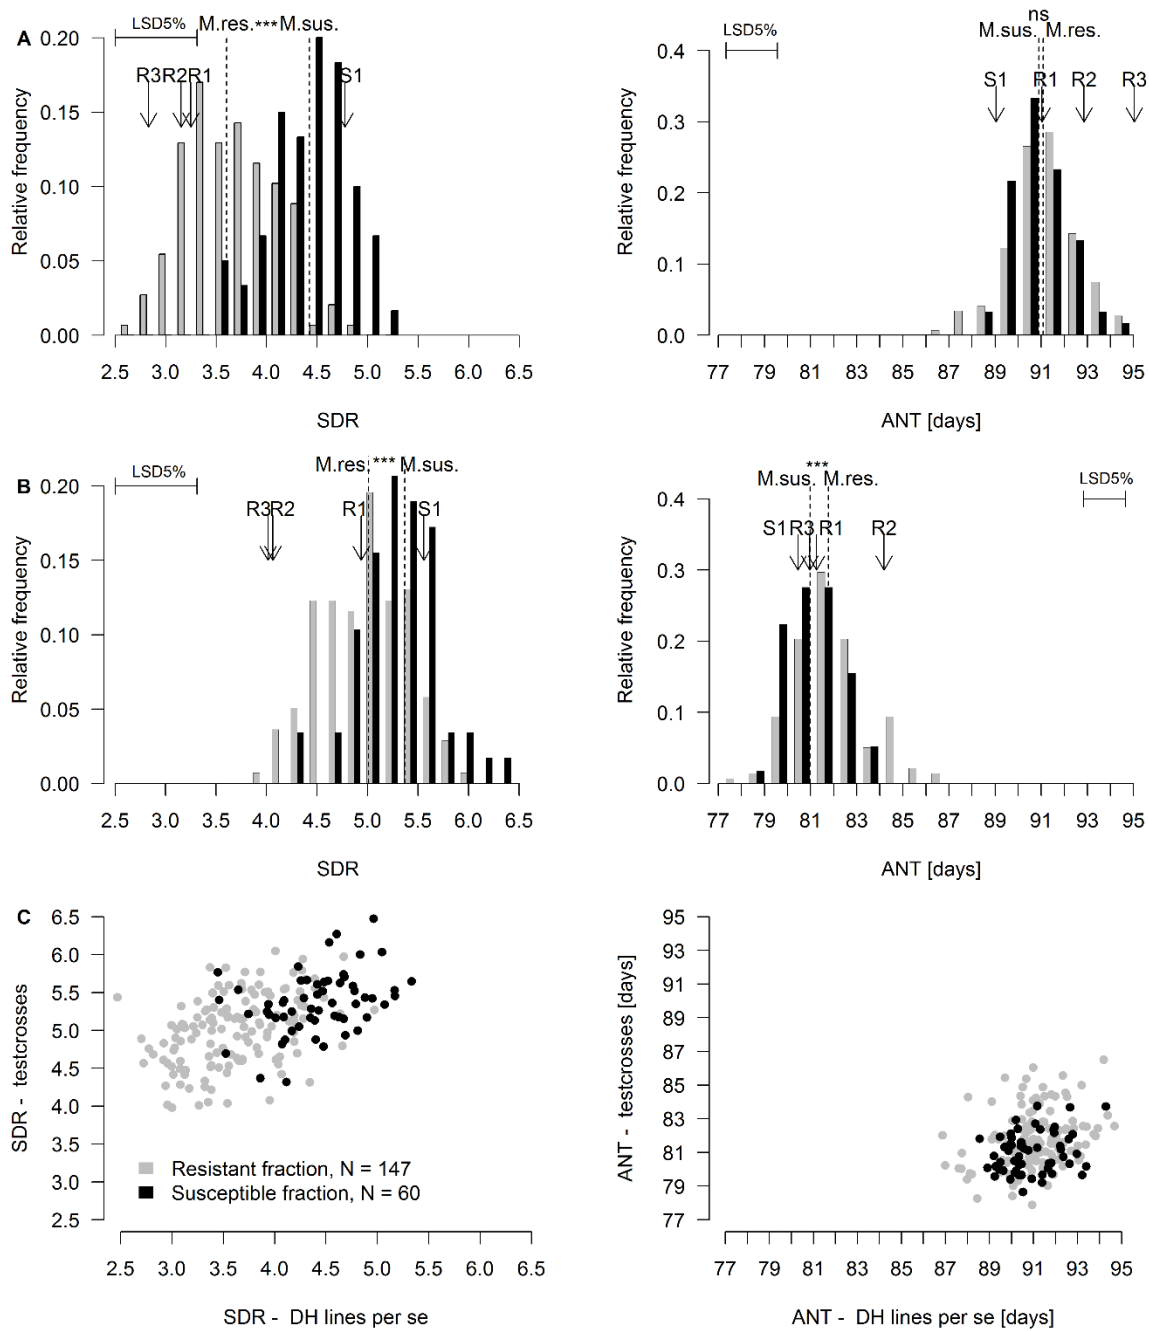 A
LSD5%
M.res.***M.sus.
R3 R2 R1 S1
Relative frequency
0.20
0.15
0.10
0.05
0.00
2.5 3.0 3.5 4.0 4.5 5.0 5.5 6.0 6.5
SDR
LSD5%
ns
M.sus. M.res.
S1 R1 R2 R3
Relative frequency
0.4
0.3
0.2
0.1
0.0
77 79 81 83 85 87 89 91 93 95
ANT [days]
B
LSD5%
M.res. *** M.sus.
R3 R2 R1 S1
Relative frequency
0.20
0.15
0.10
0.05
0.00
2.5 3.0 3.5 4.0 4.5 5.0 5.5 6.0 6.5
SDR
***
M.sus. M.res.
LSD5%
S1 R3 R1 R2
Relative frequency
0.4
0.3
0.2
0.1
0.0
77 79 81 83 85 87 89 91 93 95
ANT [days]
C
SDR - testcrosses
6.5
6.0
5.5
5.0
4.5
4.0
3.5
3.0
2.5
Resistant fraction, N = 147
Susceptible fraction, N = 60
2.5 3.0 3.5 4.0 4.5 5.0 5.5 6.0 6.5
SDR - DH lines per se
ANT - testcrosses [days]
95
93
91
89
87
85
83
81
79
77
77 79 81 83 85 87 89 91 93 95
ANT - DH lines per se [days]